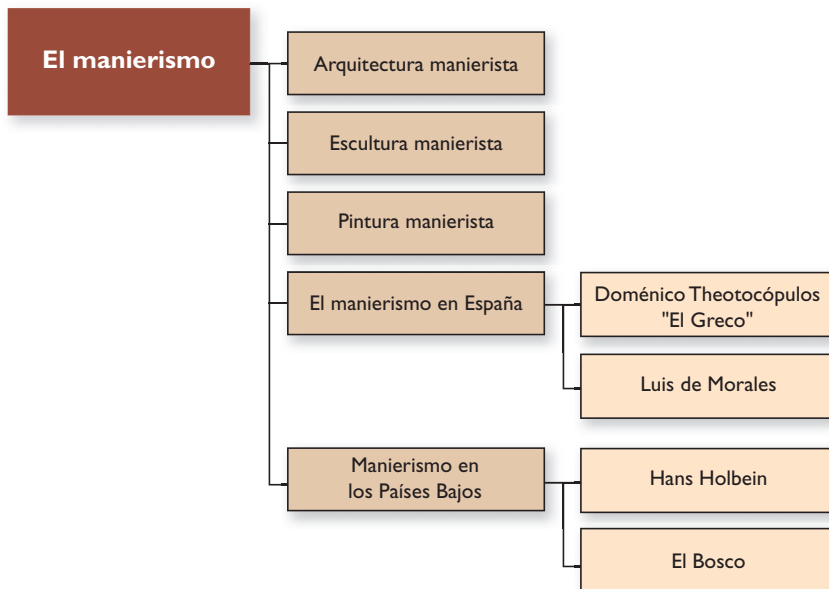 El manierismo
Arquitectura manierista
Escultura manierista
Pintura manierista
El manierismo en España
Doménico Theotocópulos
"El Greco"
Luis de Morales
Manierismo en
los Países Bajos
Hans Holbein
El Bosco